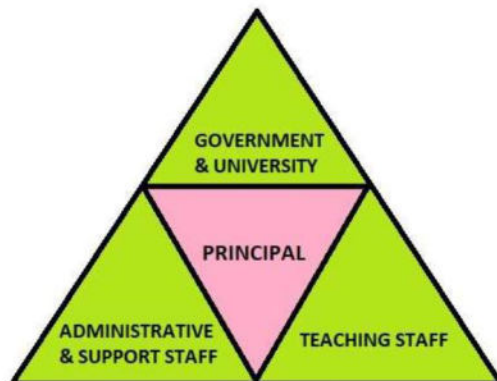 GOVERNMENT
& UNIVERSITY
PRINCIPAL
ADMINISTRATIVE
& SUPPORT STAFF
TEACHING STAFF